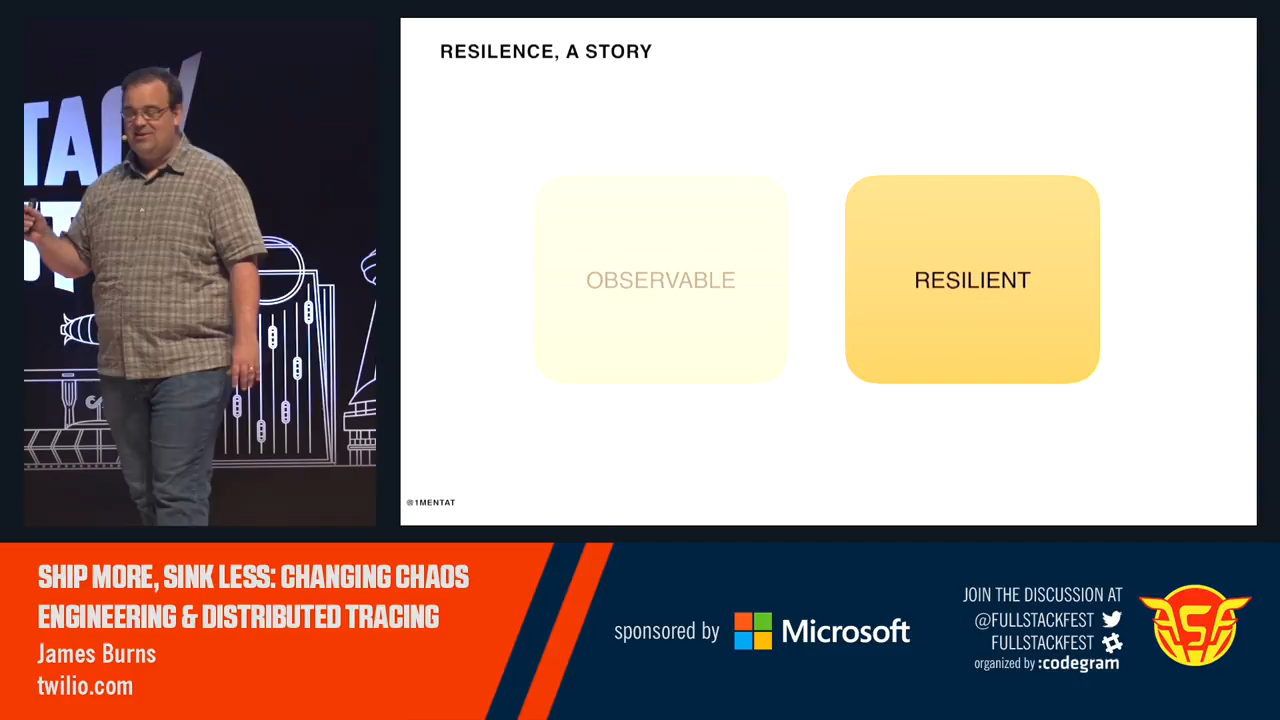 RESILENCE, A STORY
OBSERVABLE
RESILIENT
@1MENTAT
SHIP MORE, SINK LESS: CHANGING CHAOS
ENGINEERING & DISTRIBUTED TRACING
James Burns
twilio.com
sponsored by Microsoft
JOIN THE DISCUSSION AT
@FULLSTACKFEST
FULLSTACKFEST
organized by :codegram